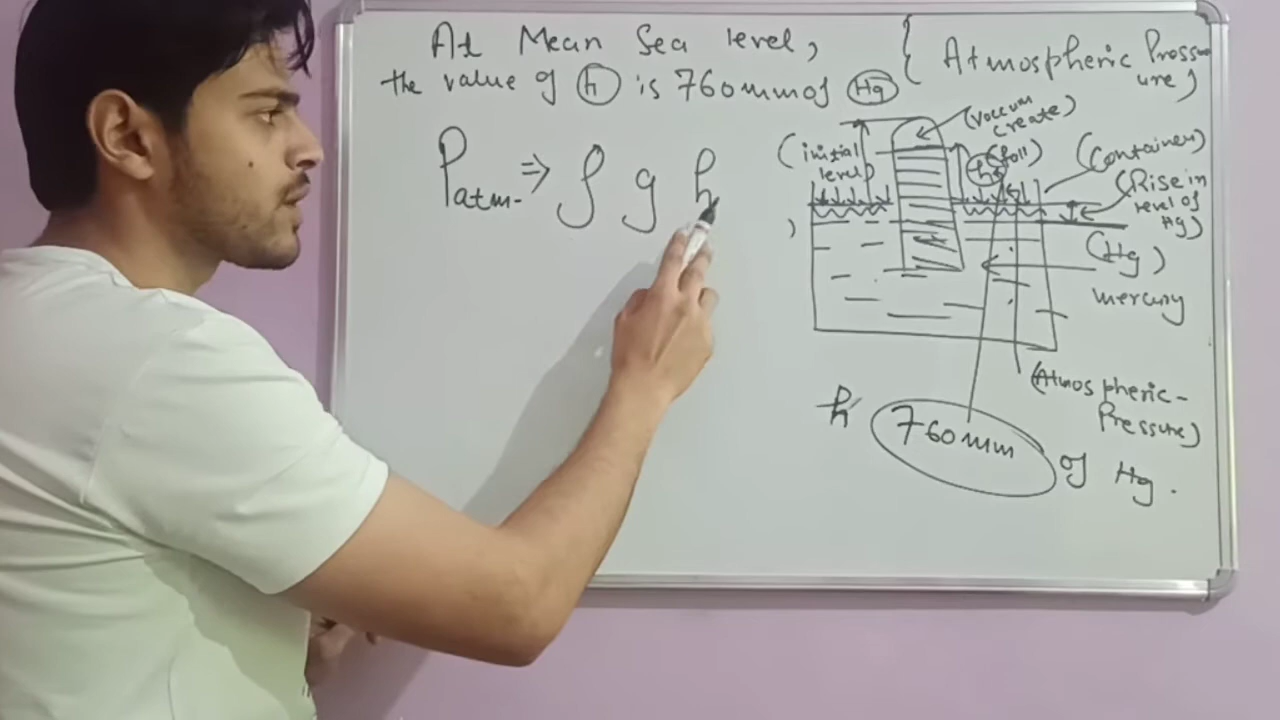 At Mean Sea level,
the value of h is 760mm of Hg
{ Atmospheric Pressure)
Patm. ⇒ ρ g h
(vaccum create)
(initial level)
h (fall)
(Container)
(Rise in level of Hg)
(Hg)
mercury
(Atmospheric-
Pressure)
h 760mm of Hg.